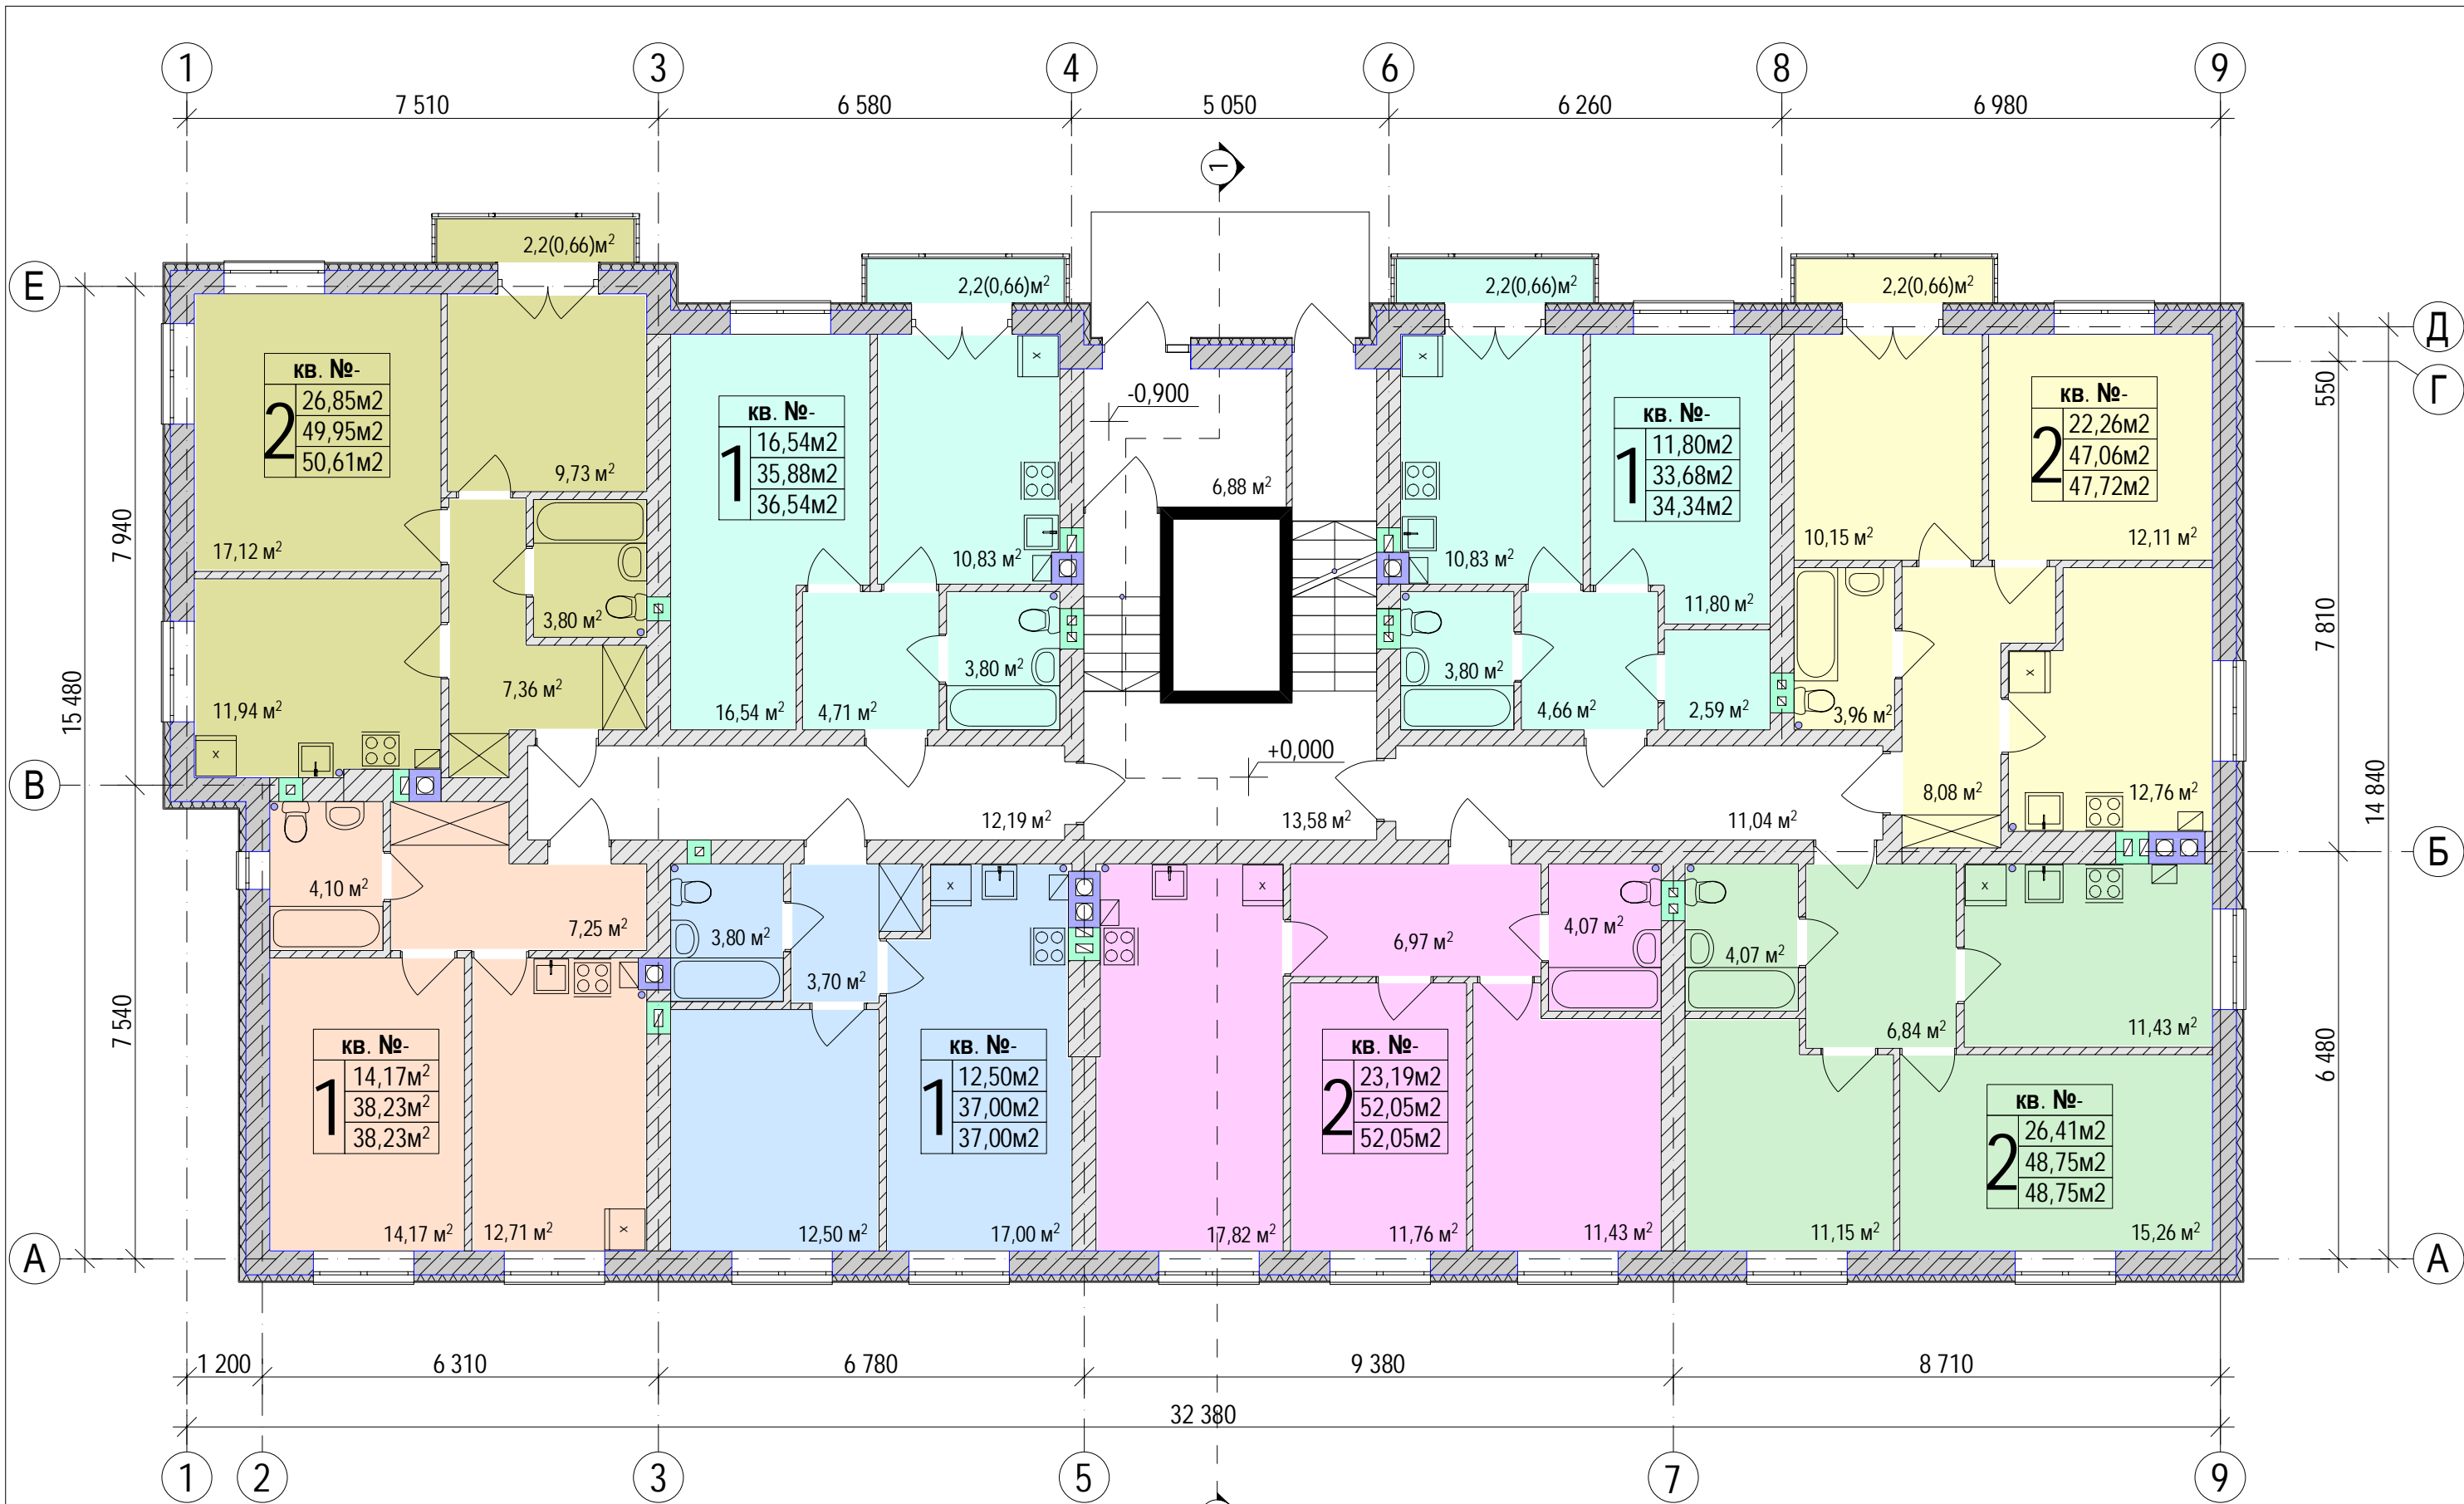 1 3 4 6 8 9
7 510 6 580 5 050 6 260 6 980
1
2,2(0,66)м²
2,2(0,66)м² 2,2(0,66)м² 2,2(0,66)м²
Е
Д
Г
550
кв. №-
2
26,85м2
49,95м2
50,61м2
9,73 м²
17,12 м²
3,80 м²
7,36 м²
11,94 м²
x
7 940
15 480
кв. №-
1
16,54м2
35,88м2
36,54м2
x
10,83 м²
3,80 м²
16,54 м²
4,71 м²
-0,900
6,88 м²
+0,000
x
кв. №-
1
11,80м2
33,68м2
34,34м2
10,83 м²
11,80 м²
3,80 м²
4,66 м²
2,59 м²
кв. №-
2
22,26м2
47,06м2
47,72м2
10,15 м²
12,11 м²
x
3,96 м²
8,08 м²
12,76 м²
7 810
14 840
В
12,19 м²
13,58 м²
11,04 м²
Б
4,10 м²
7,25 м²
кв. №-
1
14,17м²
38,23м²
38,23м²
14,17 м²
12,71 м²
x
7 540
3,80 м²
3,70 м²
x
кв. №-
1
12,50м2
37,00м2
37,00м2
12,50 м²
17,00 м²
x
6,97 м²
4,07 м²
кв. №-
2
23,19м2
52,05м2
52,05м2
17,82 м²
11,76 м²
11,43 м²
4,07 м²
x
6,84 м²
11,43 м²
кв. №-
2
26,41м2
48,75м2
48,75м2
11,15 м²
15,26 м²
6 480
А
А
1 200 6 310 6 780 9 380 8 710
32 380
1 2 3 5 7 9